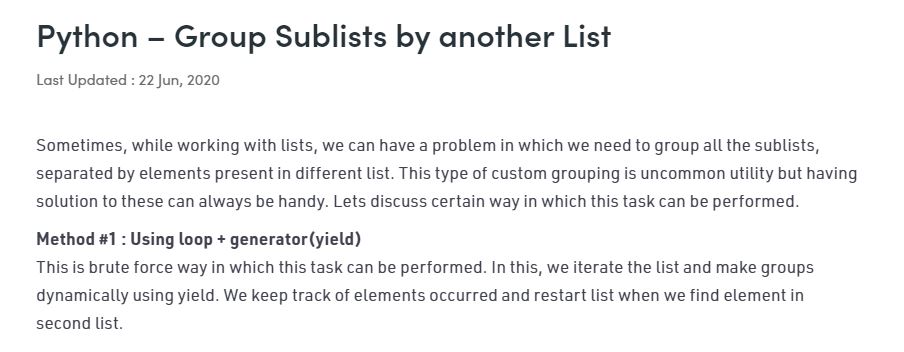 Python – Group Sublists by another List
Last Updated : 22 Jun, 2020
Sometimes, while working with lists, we can have a problem in which we need to group all the sublists,
separated by elements present in different list. This type of custom grouping is uncommon utility but having
solution to these can always be handy. Lets discuss certain way in which this task can be performed.
Method #1 : Using loop + generator(yield)
This is brute force way in which this task can be performed. In this, we iterate the list and make groups
dynamically using yield. We keep track of elements occurred and restart list when we find element in
second list.